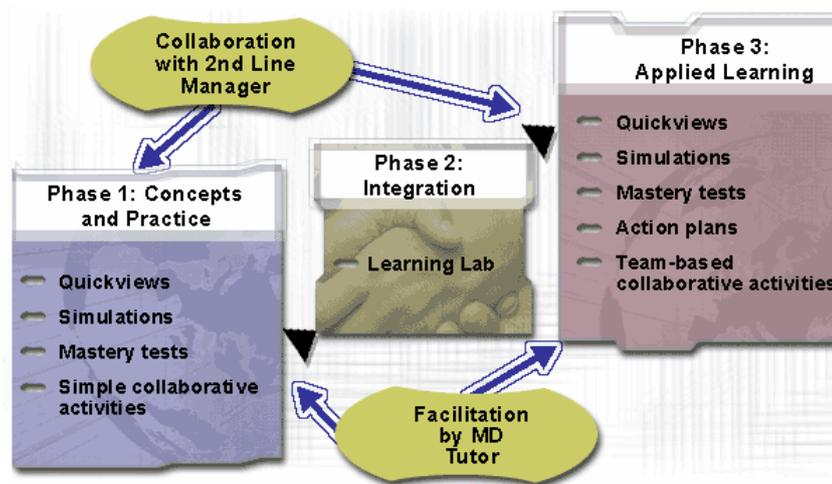 Collaboration
with 2nd Line
Manager
Phase 1: Concepts
and Practice
Quickviews
Simulations
Mastery tests
Simple collaborative
activities
Phase 2:
Integration
Learning Lab
Phase 3:
Applied Learning
Quickviews
Simulations
Mastery tests
Action plans
Team-based
collaborative activities
Facilitation
by MD
Tutor